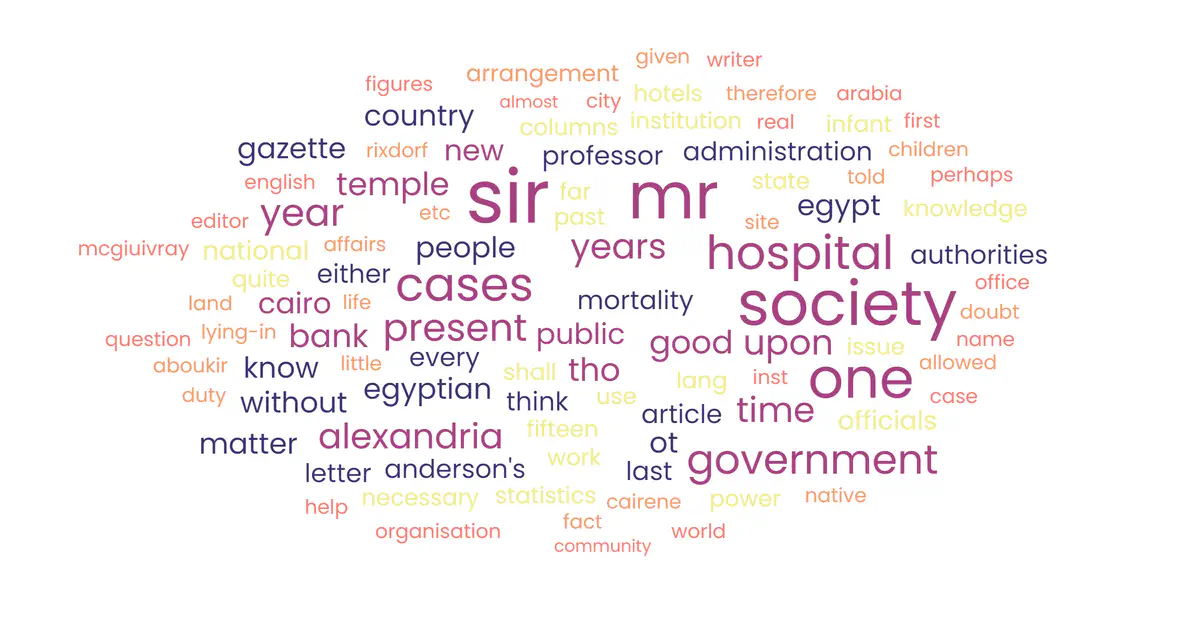 given writer
figures arrangement
almost city hotels therefore arabia
country columns institution real infant first
gazette rixdorf new professor administration children
english temple sir far mr state told perhaps
editor year etc past site egypt knowledge
mcgiuivray national affairs people years hospital authorities
quite either cases mortality society office
land cairo life doubt
question lying-in bank present public good upon issue name
aboukir know little every shall tho lang inst one allowed
duty without egyptian think use article time officials case
matter alexandria fifteen ot
letter anderson's work last government
help necessary statistics cairene power native
organisation fact world
community